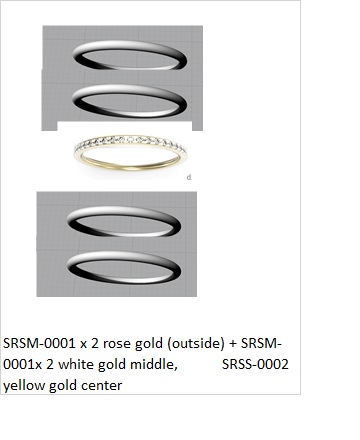 d
SRSM-0001 x 2 rose gold (outside) + SRSM-
0001x 2 white gold middle, SRSS-0002
yellow gold center